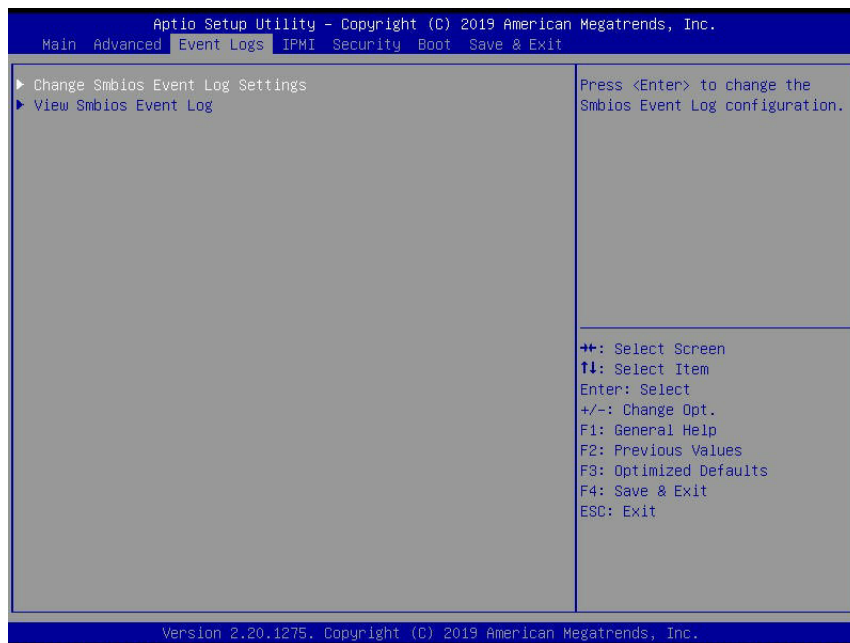 Aptio Setup Utility – Copyright (C) 2019 American Megatrends, Inc.
Main Advanced Event Logs IPMI Security Boot Save & Exit
Change Smbios Event Log Settings
View Smbios Event Log
Press <Enter> to change the
Smbios Event Log configuration.
→←: Select Screen
↑↓: Select Item
Enter: Select
+/-: Change Opt.
F1: General Help
F2: Previous Values
F3: Optimized Defaults
F4: Save & Exit
ESC: Exit
Version 2.20.1275. Copyright (C) 2019 American Megatrends, Inc.